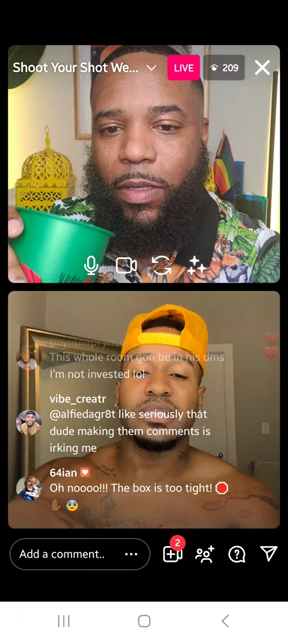 Shoot Your Shot We...
LIVE
209
This whole room gon be in his dms
I'm not invested lol
vibe_creatr
@alfiedagr8t like seriously that
dude making them comments is
irking me
64ian
Oh noooo!!! The box is too tight! 🛑
✋🏽 😰
2
Add a comment..